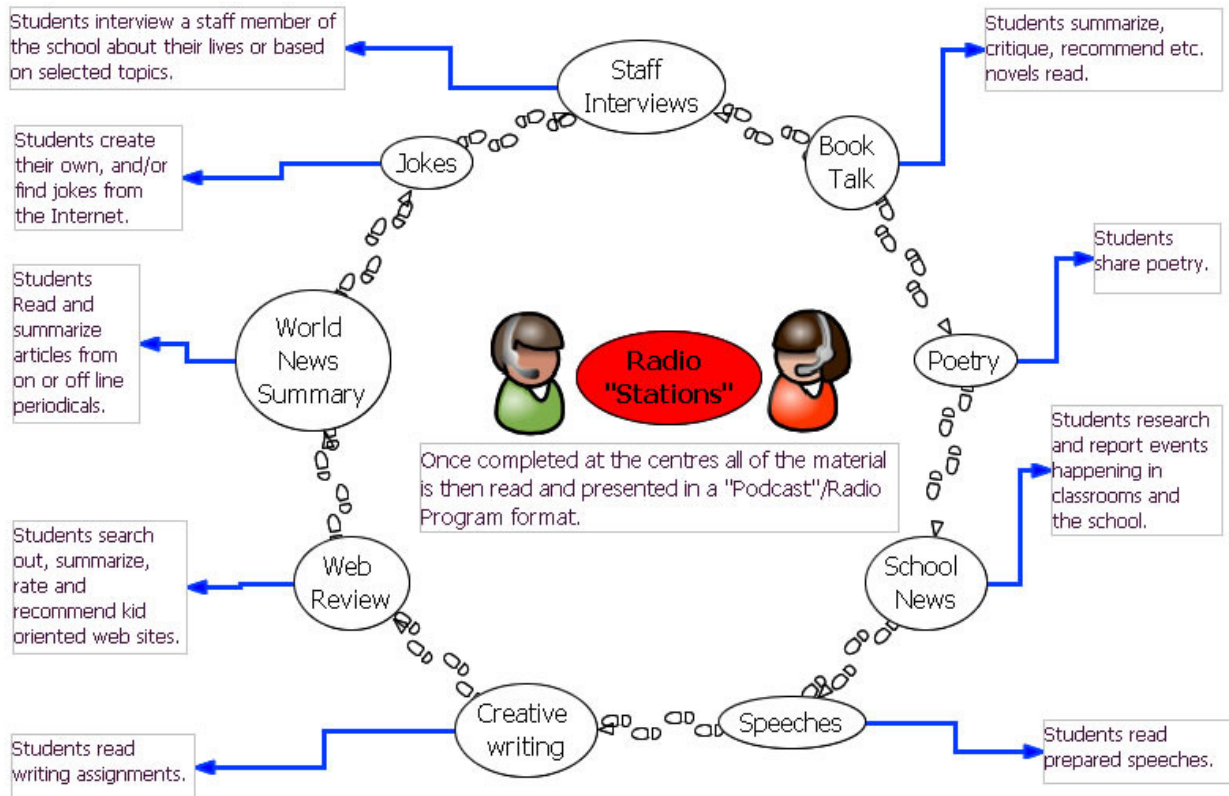 Students interview a staff member of
the school about their lives or based
on selected topics.
Staff
Interviews
Students summarize,
critique, recommend etc.
novels read.
Students create
their own, and/or
find jokes from
the Internet.
Jokes
Book
Talk
Students
share poetry.
Students
Read and
summarize
articles from
on or off line
periodicals.
World
News
Summary
Radio
"Stations"
Poetry
Once completed at the centres all of the material
is then read and presented in a "Podcast"/Radio
Program format.
Students research
and report events
happening in
classrooms and
the school.
Students search
out, summarize,
rate and
recommend kid
oriented web sites.
Web
Review
School
News
Students read
writing assignments.
Creative
writing
Speeches
Students read
prepared speeches.